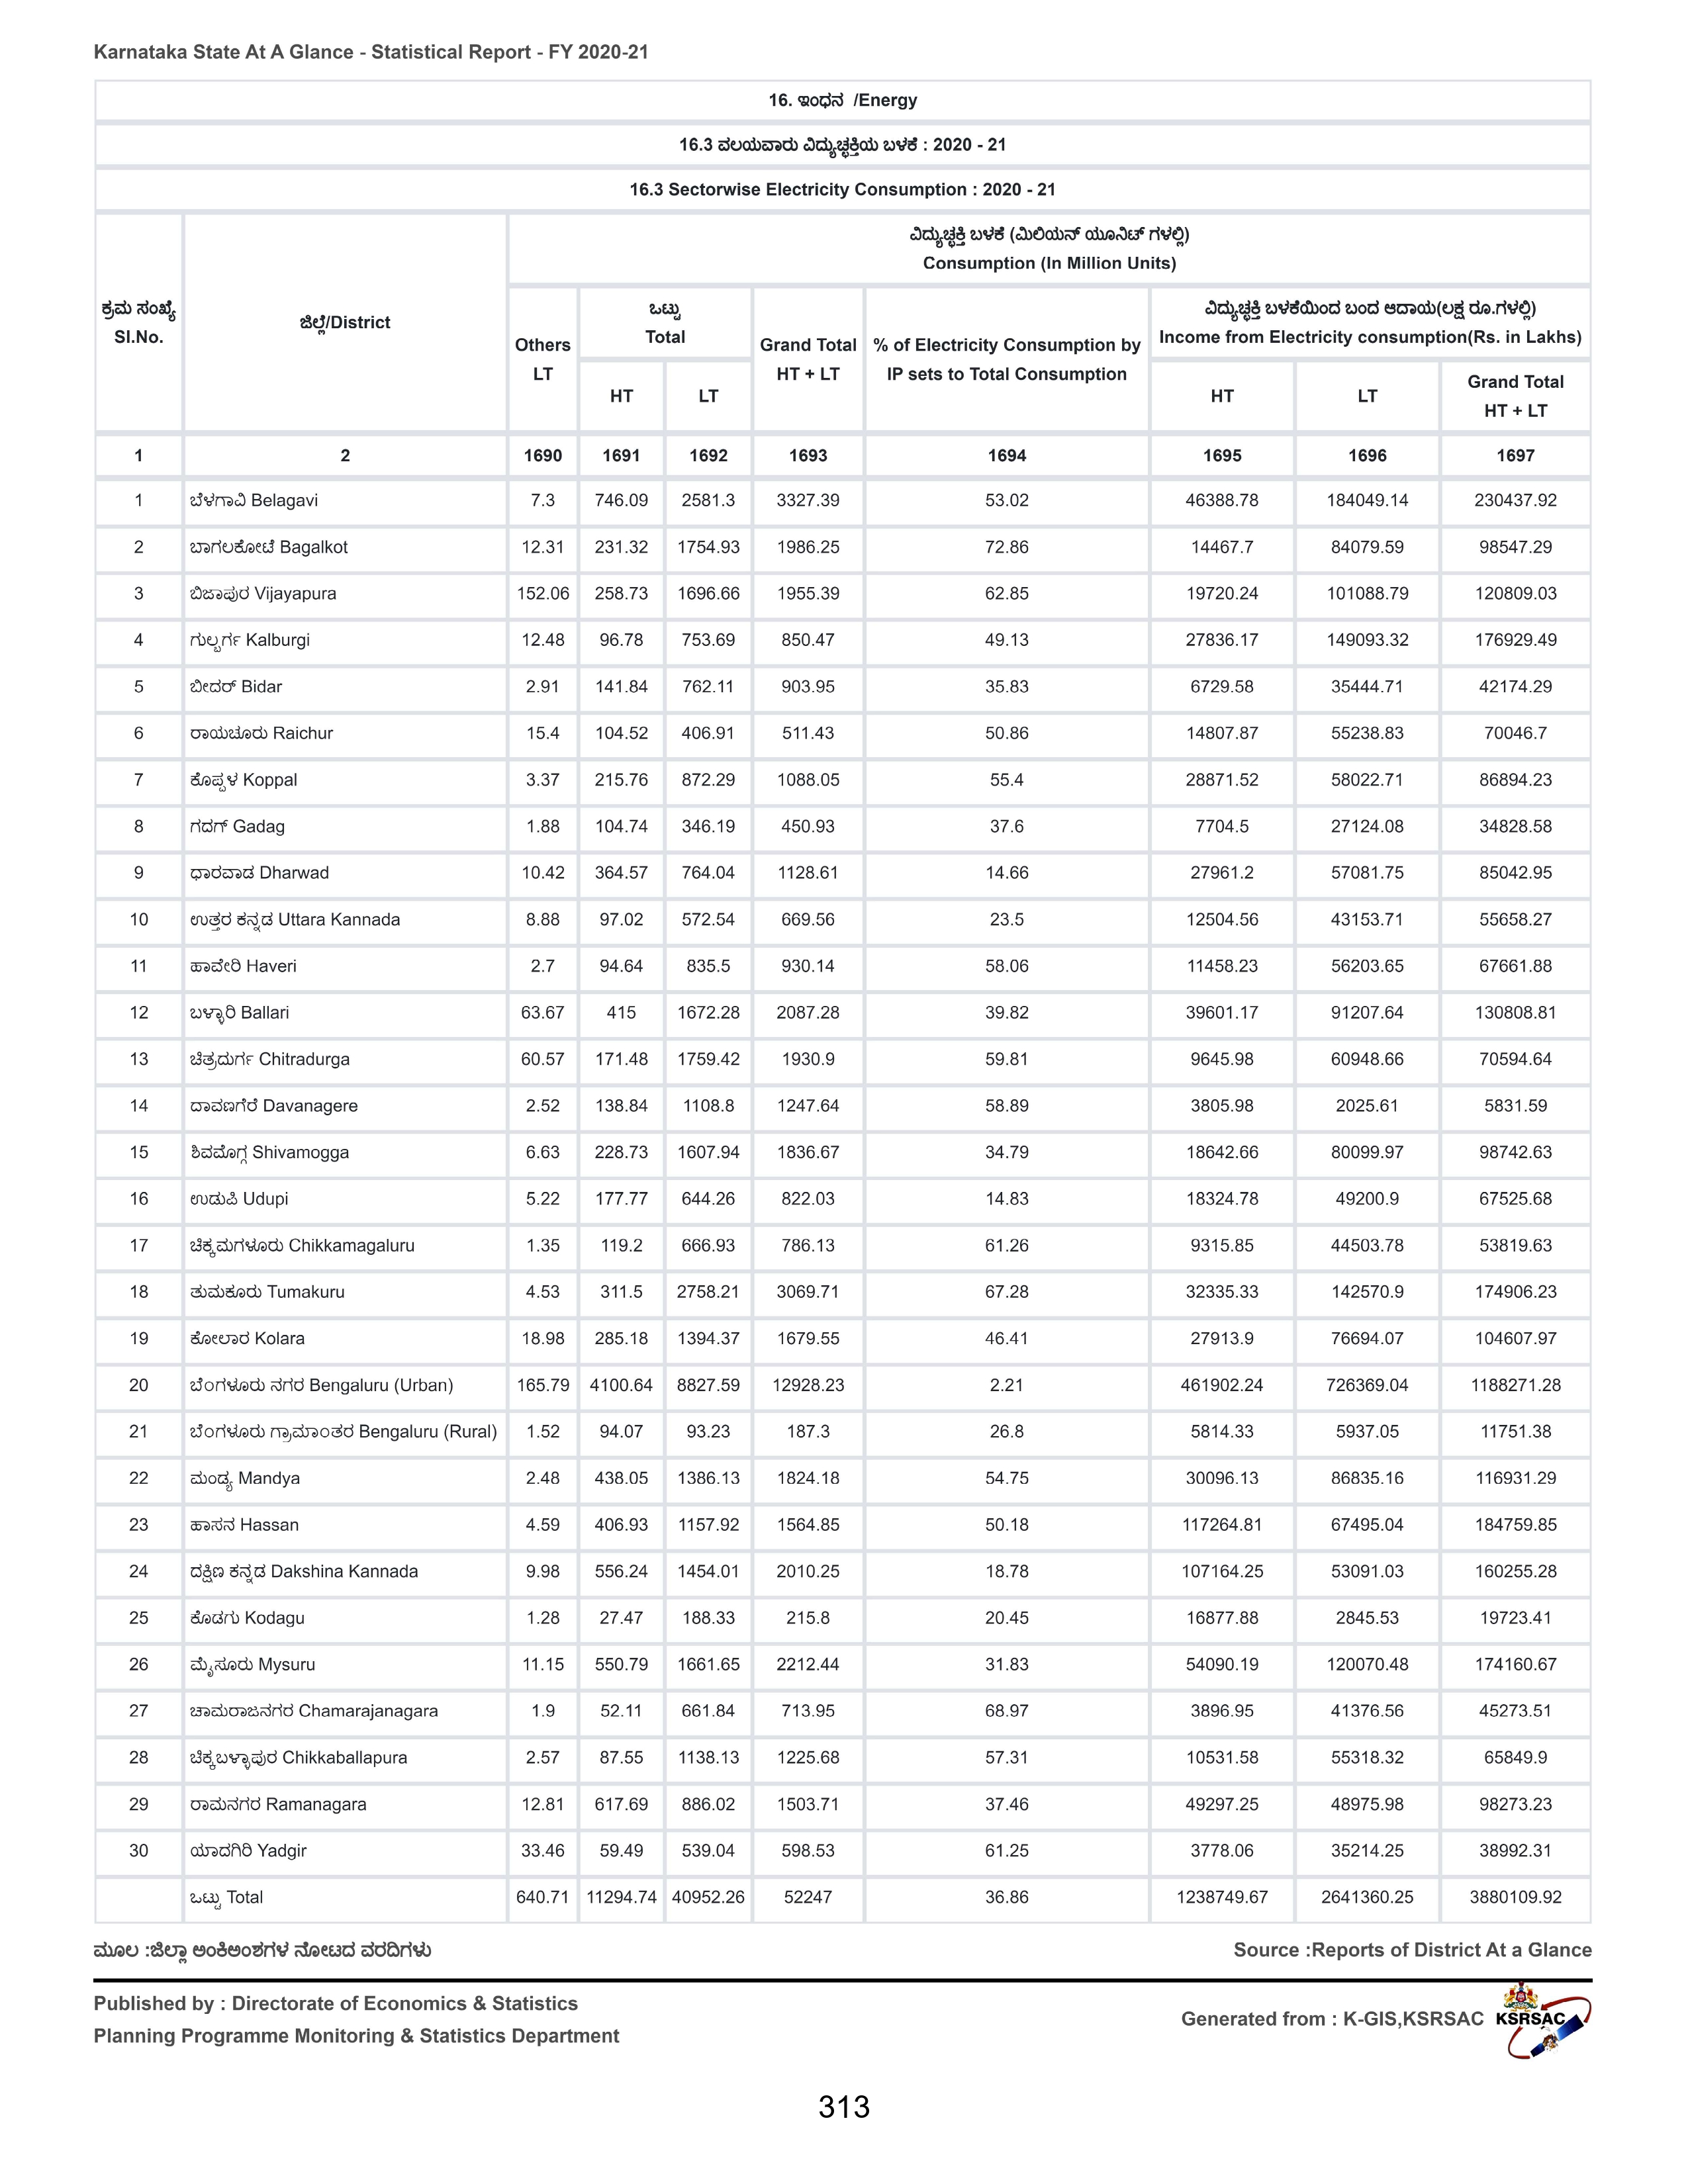 Karnataka State At A Glance - Statistical Report - FY 2020-21
16. ಇಂಧನ /Energy
16.3 ವಲಯವಾರು ವಿದ್ಯುಚ್ಛಕ್ತಿಯ ಬಳಕೆ : 2020 - 21
16.3 Sectorwise Electricity Consumption : 2020 - 21
ಕ್ರಮ ಸಂಖ್ಯೆ
Sl.No.
ಜಿಲ್ಲೆ/District
ವಿದ್ಯುಚ್ಛಕ್ತಿ ಬಳಕೆ (ಮಿಲಿಯನ್ ಯೂನಿಟ್ ಗಳಲ್ಲಿ)
Consumption (In Million Units)
Others
LT
ಒಟ್ಟು
Total
HT LT
Grand Total
HT + LT
% of Electricity Consumption by
IP sets to Total Consumption
ವಿದ್ಯುಚ್ಛಕ್ತಿ ಬಳಕೆಯಿಂದ ಬಂದ ಆದಾಯ(ಲಕ್ಷ ರೂ.ಗಳಲ್ಲಿ)
Income from Electricity consumption(Rs. in Lakhs)
HT LT
Grand Total
HT + LT
1 2 1690 1691 1692 1693 1694 1695 1696 1697
1 ಬೆಳಗಾವಿ Belagavi 7.3 746.09 2581.3 3327.39 53.02 46388.78 184049.14 230437.92
2 ಬಾಗಲಕೋಟೆ Bagalkot 12.31 231.32 1754.93 1986.25 72.86 14467.7 84079.59 98547.29
3 ಬಿಜಾಪುರ Vijayapura 152.06 258.73 1696.66 1955.39 62.85 19720.24 101088.79 120809.03
4 ಗುಲ್ಬರ್ಗ Kalburgi 12.48 96.78 753.69 850.47 49.13 27836.17 149093.32 176929.49
5 ಬೀದರ್ Bidar 2.91 141.84 762.11 903.95 35.83 6729.58 35444.71 42174.29
6 ರಾಯಚೂರು Raichur 15.4 104.52 406.91 511.43 50.86 14807.87 55238.83 70046.7
7 ಕೊಪ್ಪಳ Koppal 3.37 215.76 872.29 1088.05 55.4 28871.52 58022.71 86894.23
8 ಗದಗ್ Gadag 1.88 104.74 346.19 450.93 37.6 7704.5 27124.08 34828.58
9 ಧಾರವಾಡ Dharwad 10.42 364.57 764.04 1128.61 14.66 27961.2 57081.75 85042.95
10 ಉತ್ತರ ಕನ್ನಡ Uttara Kannada 8.88 97.02 572.54 669.56 23.5 12504.56 43153.71 55658.27
11 ಹಾವೇರಿ Haveri 2.7 94.64 835.5 930.14 58.06 11458.23 56203.65 67661.88
12 ಬಳ್ಳಾರಿ Ballari 63.67 415 1672.28 2087.28 39.82 39601.17 91207.64 130808.81
13 ಚಿತ್ರದುರ್ಗ Chitradurga 60.57 171.48 1759.42 1930.9 59.81 9645.98 60948.66 70594.64
14 ದಾವಣಗೆರೆ Davanagere 2.52 138.84 1108.8 1247.64 58.89 3805.98 2025.61 5831.59
15 ಶಿವಮೊಗ್ಗ Shivamogga 6.63 228.73 1607.94 1836.67 34.79 18642.66 80099.97 98742.63
16 ಉಡುಪಿ Udupi 5.22 177.77 644.26 822.03 14.83 18324.78 49200.9 67525.68
17 ಚಿಕ್ಕಮಗಳೂರು Chikkamagaluru 1.35 119.2 666.93 786.13 61.26 9315.85 44503.78 53819.63
18 ತುಮಕೂರು Tumakuru 4.53 311.5 2758.21 3069.71 67.28 32335.33 142570.9 174906.23
19 ಕೋಲಾರ Kolara 18.98 285.18 1394.37 1679.55 46.41 27913.9 76694.07 104607.97
20 ಬೆಂಗಳೂರು ನಗರ Bengaluru (Urban) 165.79 4100.64 8827.59 12928.23 2.21 461902.24 726369.04 1188271.28
21 ಬೆಂಗಳೂರು ಗ್ರಾಮಾಂತರ Bengaluru (Rural) 1.52 94.07 93.23 187.3 26.8 5814.33 5937.05 11751.38
22 ಮಂಡ್ಯ Mandya 2.48 438.05 1386.13 1824.18 54.75 30096.13 86835.16 116931.29
23 ಹಾಸನ Hassan 4.59 406.93 1157.92 1564.85 50.18 117264.81 67495.04 184759.85
24 ದಕ್ಷಿಣ ಕನ್ನಡ Dakshina Kannada 9.98 556.24 1454.01 2010.25 18.78 107164.25 53091.03 160255.28
25 ಕೊಡಗು Kodagu 1.28 27.47 188.33 215.8 20.45 16877.88 2845.53 19723.41
26 ಮೈಸೂರು Mysuru 11.15 550.79 1661.65 2212.44 31.83 54090.19 120070.48 174160.67
27 ಚಾಮರಾಜನಗರ Chamarajanagara 1.9 52.11 661.84 713.95 68.97 3896.95 41376.56 45273.51
28 ಚಿಕ್ಕಬಳ್ಳಾಪುರ Chikkaballapura 2.57 87.55 1138.13 1225.68 57.31 10531.58 55318.32 65849.9
29 ರಾಮನಗರ Ramanagara 12.81 617.69 886.02 1503.71 37.46 49297.25 48975.98 98273.23
30 ಯಾದಗಿರಿ Yadgir 33.46 59.49 539.04 598.53 61.25 3778.06 35214.25 38992.31
ಒಟ್ಟು Total 640.71 11294.74 40952.26 52247 36.86 1238749.67 2641360.25 3880109.92
ಮೂಲ :ಜಿಲ್ಲಾ ಅಂಕಿಅಂಶಗಳ ನೋಟದ ವರದಿಗಳು Source :Reports of District At a Glance
Published by : Directorate of Economics & Statistics
Planning Programme Monitoring & Statistics Department
Generated from : K-GIS,KSRSAC KSRSAC
313